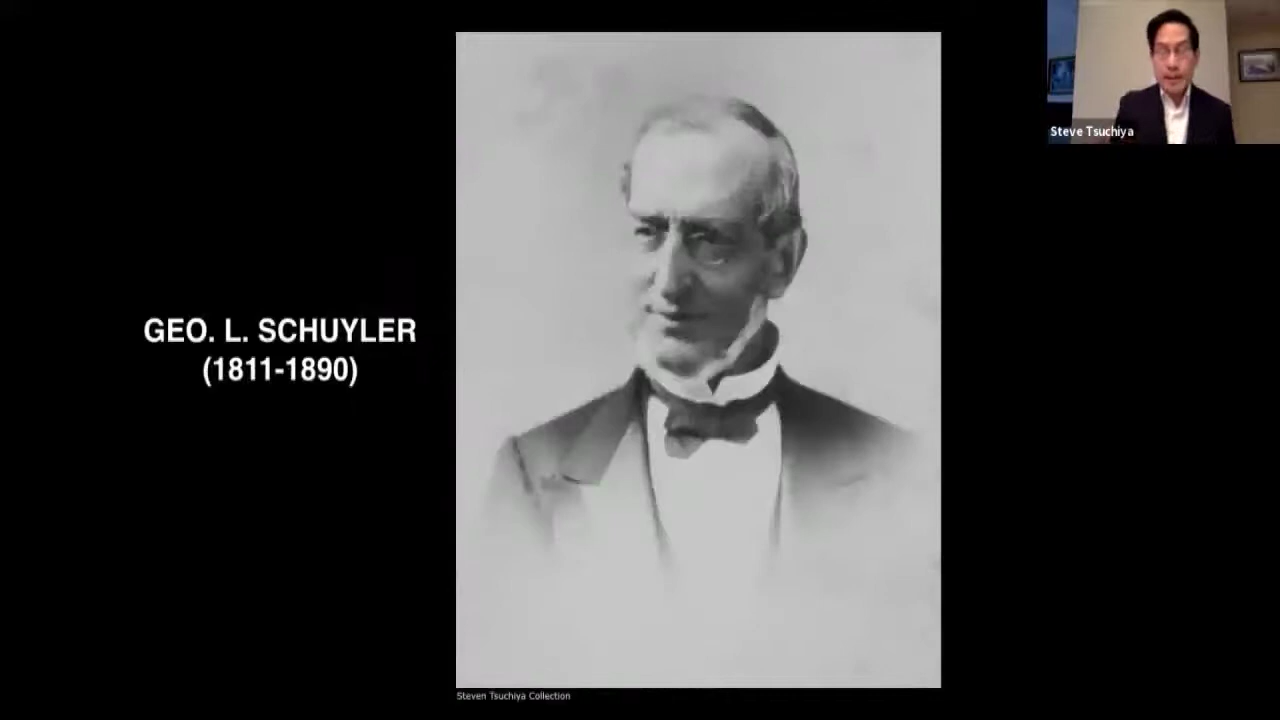 GEO. L. SCHUYLER
(1811-1890)
Steven Tsuchiya Collection
Steve Tsuchiya